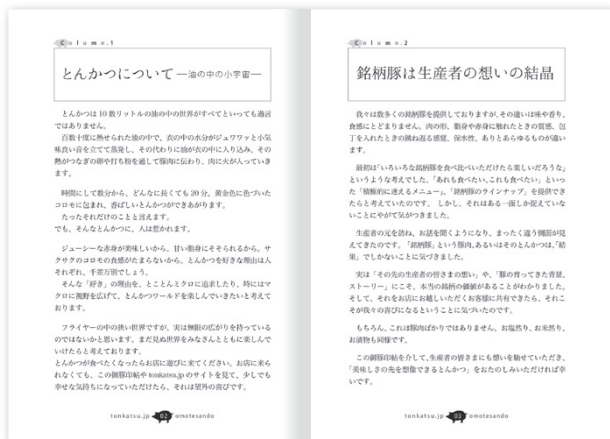 Column.1
とんかつについて ―油の中の小宇宙―
とんかつは10数リットルの油の中の世界がすべてといっても過言
ではありません。
百数十度に熱せられた油の中で、衣の中の水分がジュワワッと小気
味良い音を立てて蒸発し、その代わりに油が衣の中に入り込み、その
熱がつなぎの卵や打ち粉を通して豚肉に伝わり、肉に火が入っていき
ます。
時間にして数分から、どんなに長くても20分。黄金色に色づいた
コロモに包まれ、香ばしいとんかつができあがります。
たったそれだけのことと言えます。
でも、そんなとんかつに、人は惹かれます。
ジューシーな赤身が美味しいから。甘い脂身にそそられるから。サ
クサクのコロモの食感がたまらないから。とんかつを好きな理由は人
それぞれ、千差万別でしょう。
そんな「好き」の理由を、とことんミクロに追求したり、時にはマ
クロに視野を広げて、とんかつワールドを楽しんでいきたいと考えて
おります。
フライヤーの中の狭い世界ですが、実は無限の広がりを持っている
のではないかと思います。まだ見ぬ世界をみなさんとともに楽しんで
いけたらと考えております。
とんかつが食べたくなったらお店に遊びに来てください。お店に来ら
れなくても、この御豚印帖やtonkatsu.jpのサイトを見て、少しでも
幸せな気持ちになっていただけたら、それは望外の喜びです。
tonkatsu.jp 02 omotesando
Column.2
銘柄豚は生産者の想いの結晶
我々は数多くの銘柄豚を提供しておりますが、その違いは味や香り、
食感にとどまりません。肉の形、脂身や赤身に触れたときの質感、包
丁を入れたときの跳ね返る感覚、保水性、ありとあらゆるものが違い
ます。
最初は「いろいろな銘柄豚を食べ比べいただけたら楽しいだろうな」
というような考えでした。「あれも食べたい、これも食べたい」といっ
た「積極的に迷えるメニュー」、「銘柄豚のラインナップ」を提供でき
たらと考えていたのです。しかし、それはある一面しか捉えていな
いことにやがて気がつきました。
生産者の元を訪ね、お話を聞くようになり、まったく違う側面が見
えてきたのです。「銘柄豚」という豚肉、あるいはそのとんかつは、「結
果」でしかないことに気づきました。
実は「その先の生産者の皆さまの想い」や、「豚の育ってきた背景、
ストーリー」にこそ、本当の銘柄の価値があることがわかりました。
そして、それをお店にお越しいただくお客様に共有できたら、それこ
そが我々の喜びになるということに気づいたのです。
もちろん、これは豚肉ばかりではありません。お塩然り、お米然り、
お漬物も同様です。
この御豚印帖を介して、生産者の皆さまにも想いを馳せていただき、
「美味しさの先を想像できるとんかつ」をおたのしみいただければ幸
いです。
tonkatsu.jp 03 omotesando